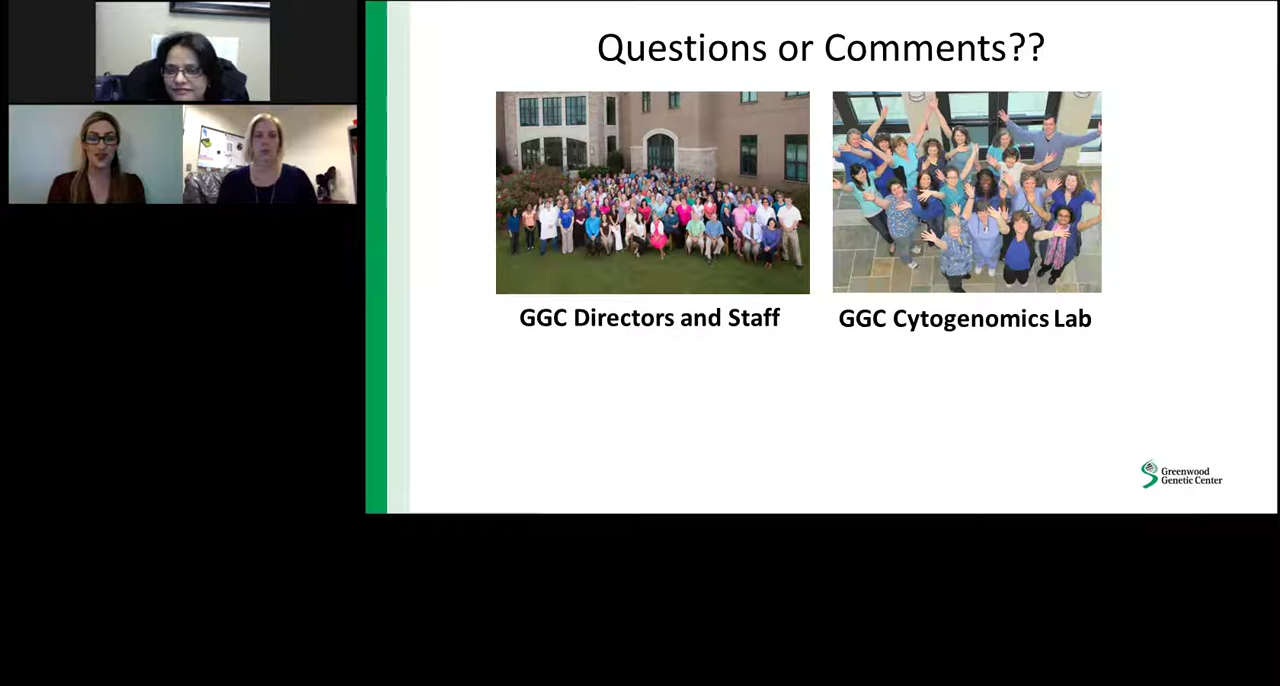 Questions or Comments??
GGC Directors and Staff
GGC Cytogenomics Lab
Greenwood
Genetic Center